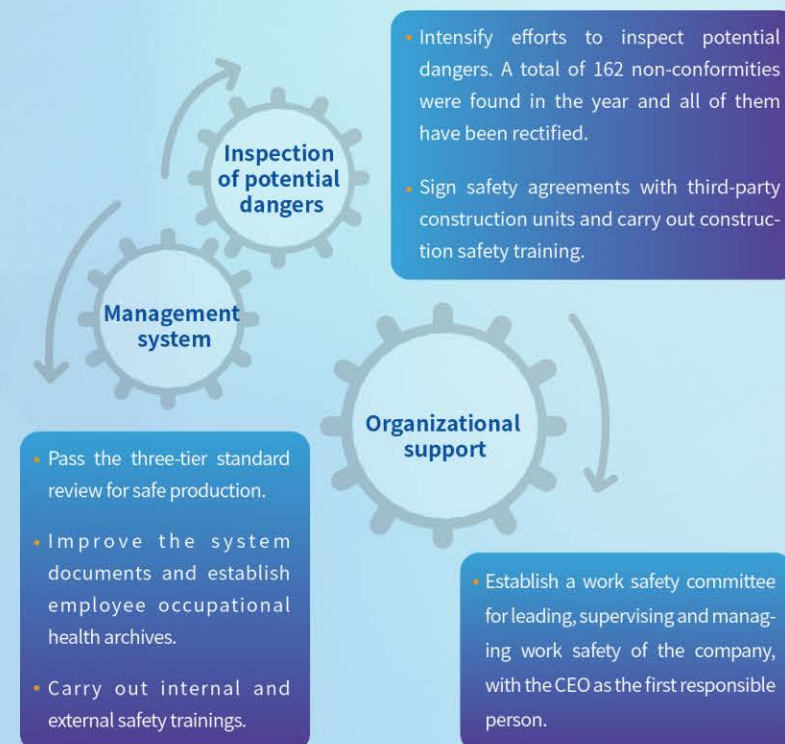 Intensify efforts to inspect potential
dangers. A total of 162 non-conformities
were found in the year and all of them
have been rectified.
Sign safety agreements with third-party
construction units and carry out construc-
tion safety training.
Inspection
of potential
dangers
Management
system
Organizational
support
Pass the three-tier standard
review for safe production.
Improve the system
documents and establish
employee occupational
health archives.
Carry out internal and
external safety trainings.
Establish a work safety committee
for leading, supervising and manag-
ing work safety of the company,
with the CEO as the first responsible
person.